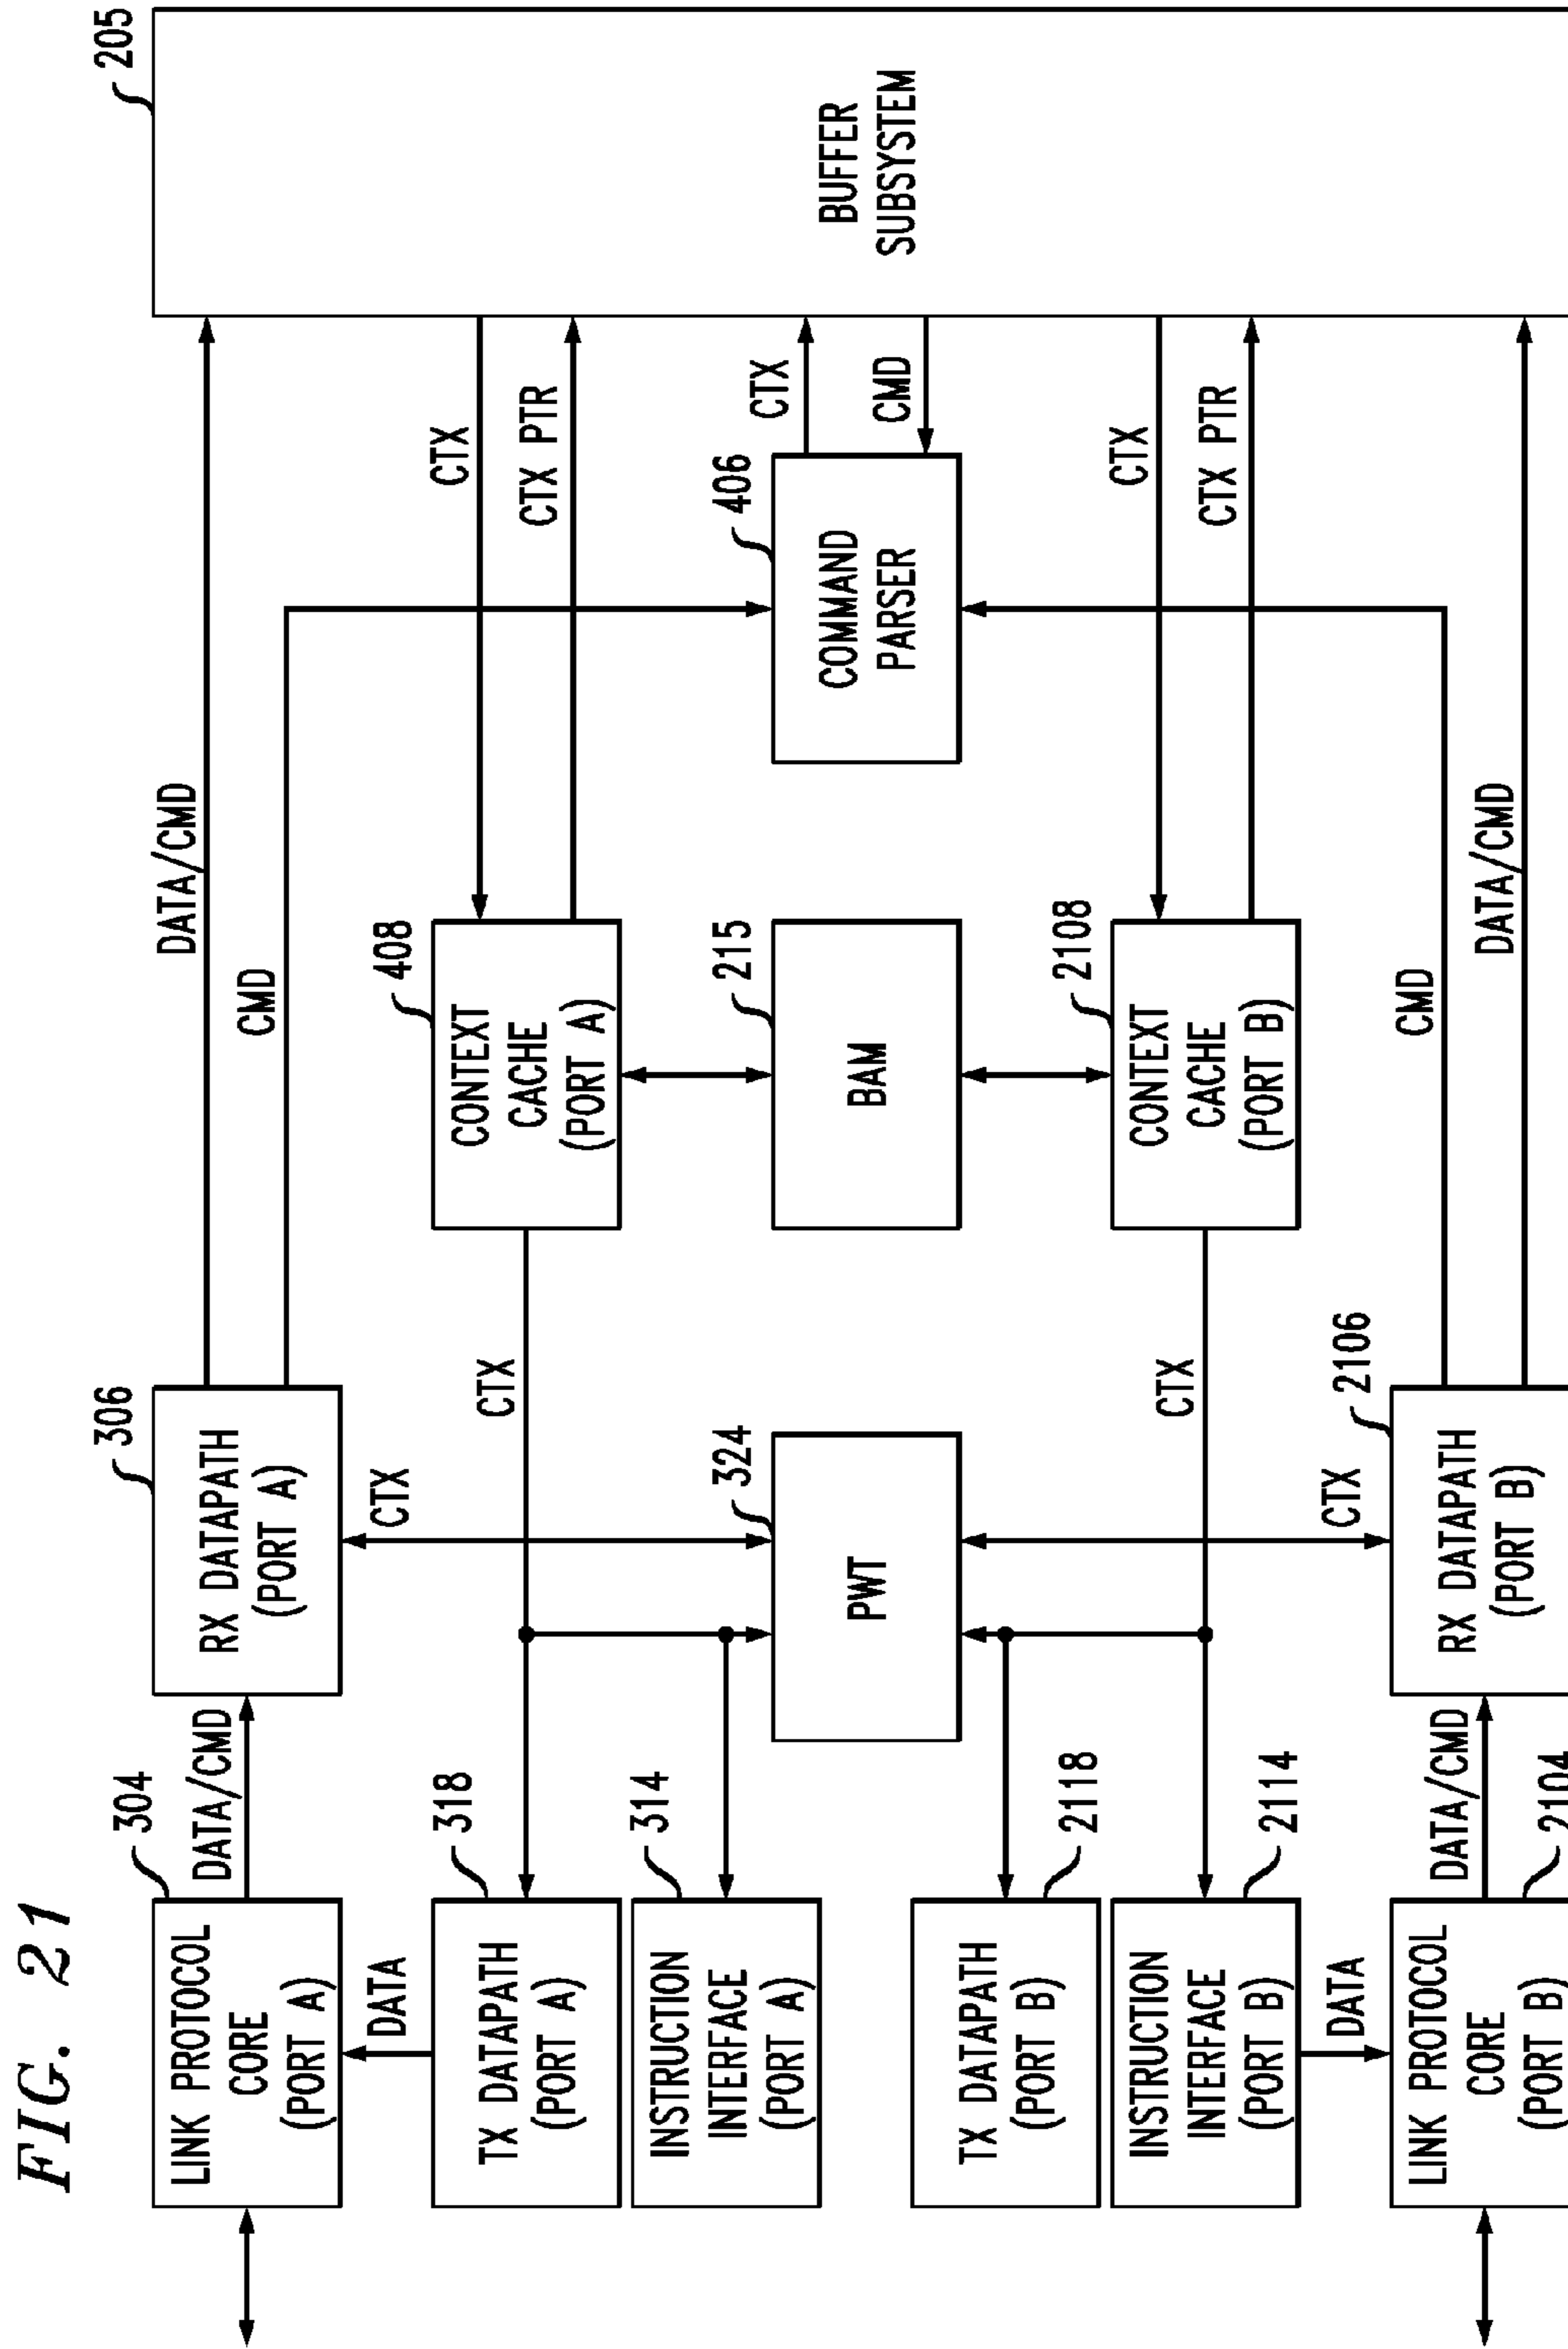 FIG. 21
304
LINK PROTOCOL
CORE
(PORT A)
DATA/CMD
306
RX DATAPATH
(PORT A)
DATA/CMD
CMD
205
BUFFER
SUBSYSTEM
DATA
318
TX DATAPATH
(PORT A)
CTX
CTX
408
CONTEXT
CACHE
(PORT A)
CTX
CTX PTR
314
INSTRUCTION
INTERFACE
(PORT A)
324
PWT
215
BAM
406
COMMAND
PARSER
CTX
CMD
TX DATAPATH
(PORT B)
2118
INSTRUCTION
INTERFACE
(PORT B)
2114
CTX
2108
CONTEXT
CACHE
(PORT B)
CTX
CTX PTR
DATA
CTX
2106
CMD
LINK PROTOCOL
CORE
(PORT B)
2104
DATA/CMD
RX DATAPATH
(PORT B)
DATA/CMD